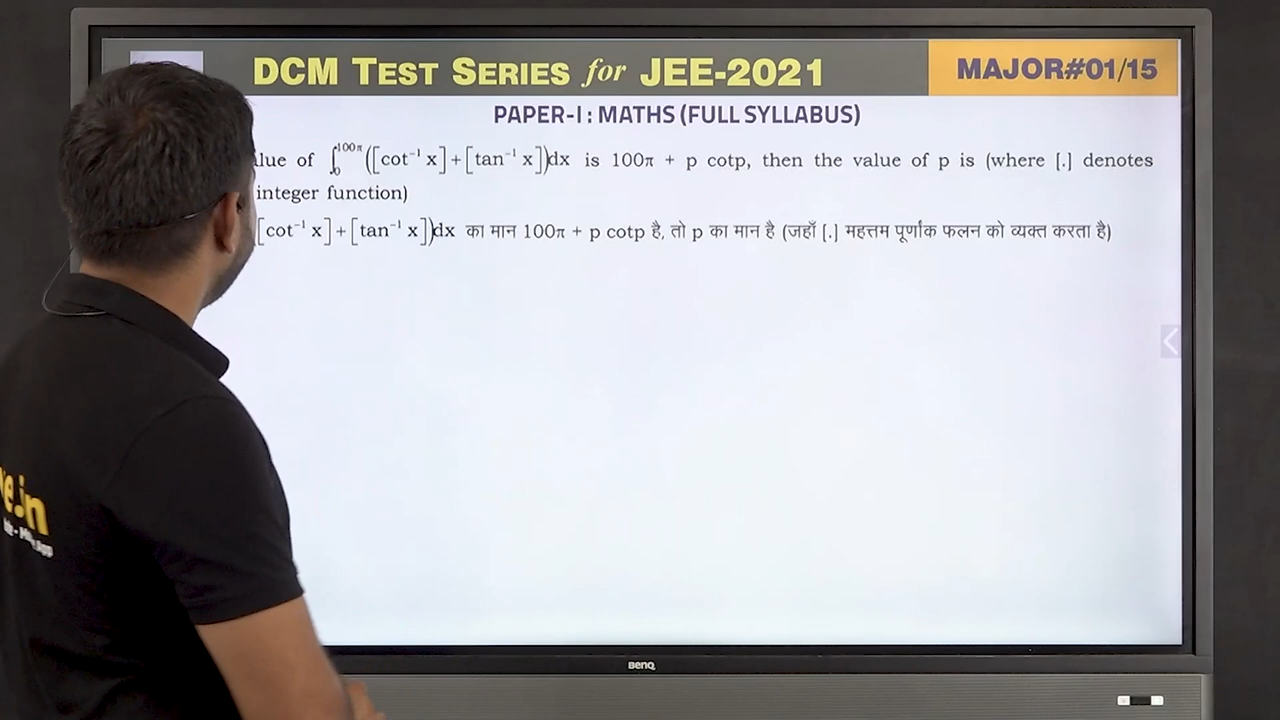 DCM TEST SERIES for JEE-2021
MAJOR#01/15
PAPER-I : MATHS (FULL SYLLABUS)
of ∫₀^100π ([cot⁻¹ x]+[tan⁻¹ x])dx is 100π + p cotp, then the value of p is (where [.] denotes
integer function)
[cot⁻¹ x]+[tan⁻¹ x])dx का मान 100π + p cotp है, तो p का मान है (जहाँ [.] महत्तम पूर्णांक फलन को व्यक्त करता है)
BenQ